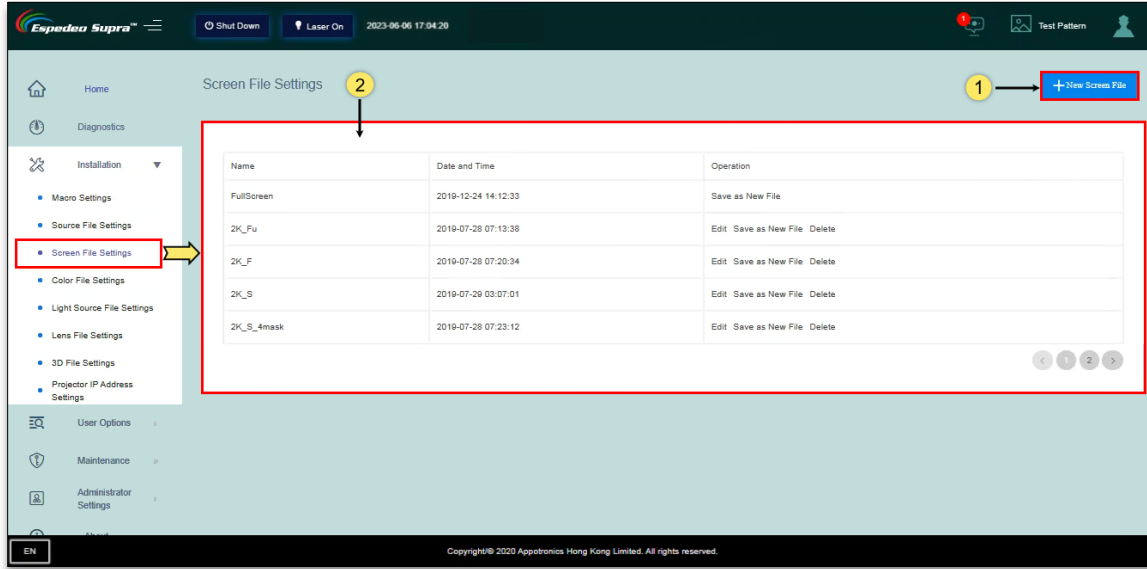 Espedeo Supra™
Shut Down
Laser On
2023-06-06 17:04:20
1
Test Pattern
Home
Diagnostics
Installation
Macro Settings
Source File Settings
Screen File Settings
Color File Settings
Light Source File Settings
Lens File Settings
3D File Settings
Projector IP Address
Settings
User Options
Maintenance
Administrator
Settings
Screen File Settings
2
1
+ New Screen File
Name Date and Time Operation
FullScreen 2019-12-24 14:12:33 Save as New File
2K_Fu 2019-07-28 07:13:38 Edit Save as New File Delete
2K_F 2019-07-28 07:20:34 Edit Save as New File Delete
2K_S 2019-07-29 03:07:01 Edit Save as New File Delete
2K_S_4mask 2019-07-28 07:23:12 Edit Save as New File Delete
< 1 2 >
EN
Copyright/© 2020 Appotronics Hong Kong Limited. All rights reserved.